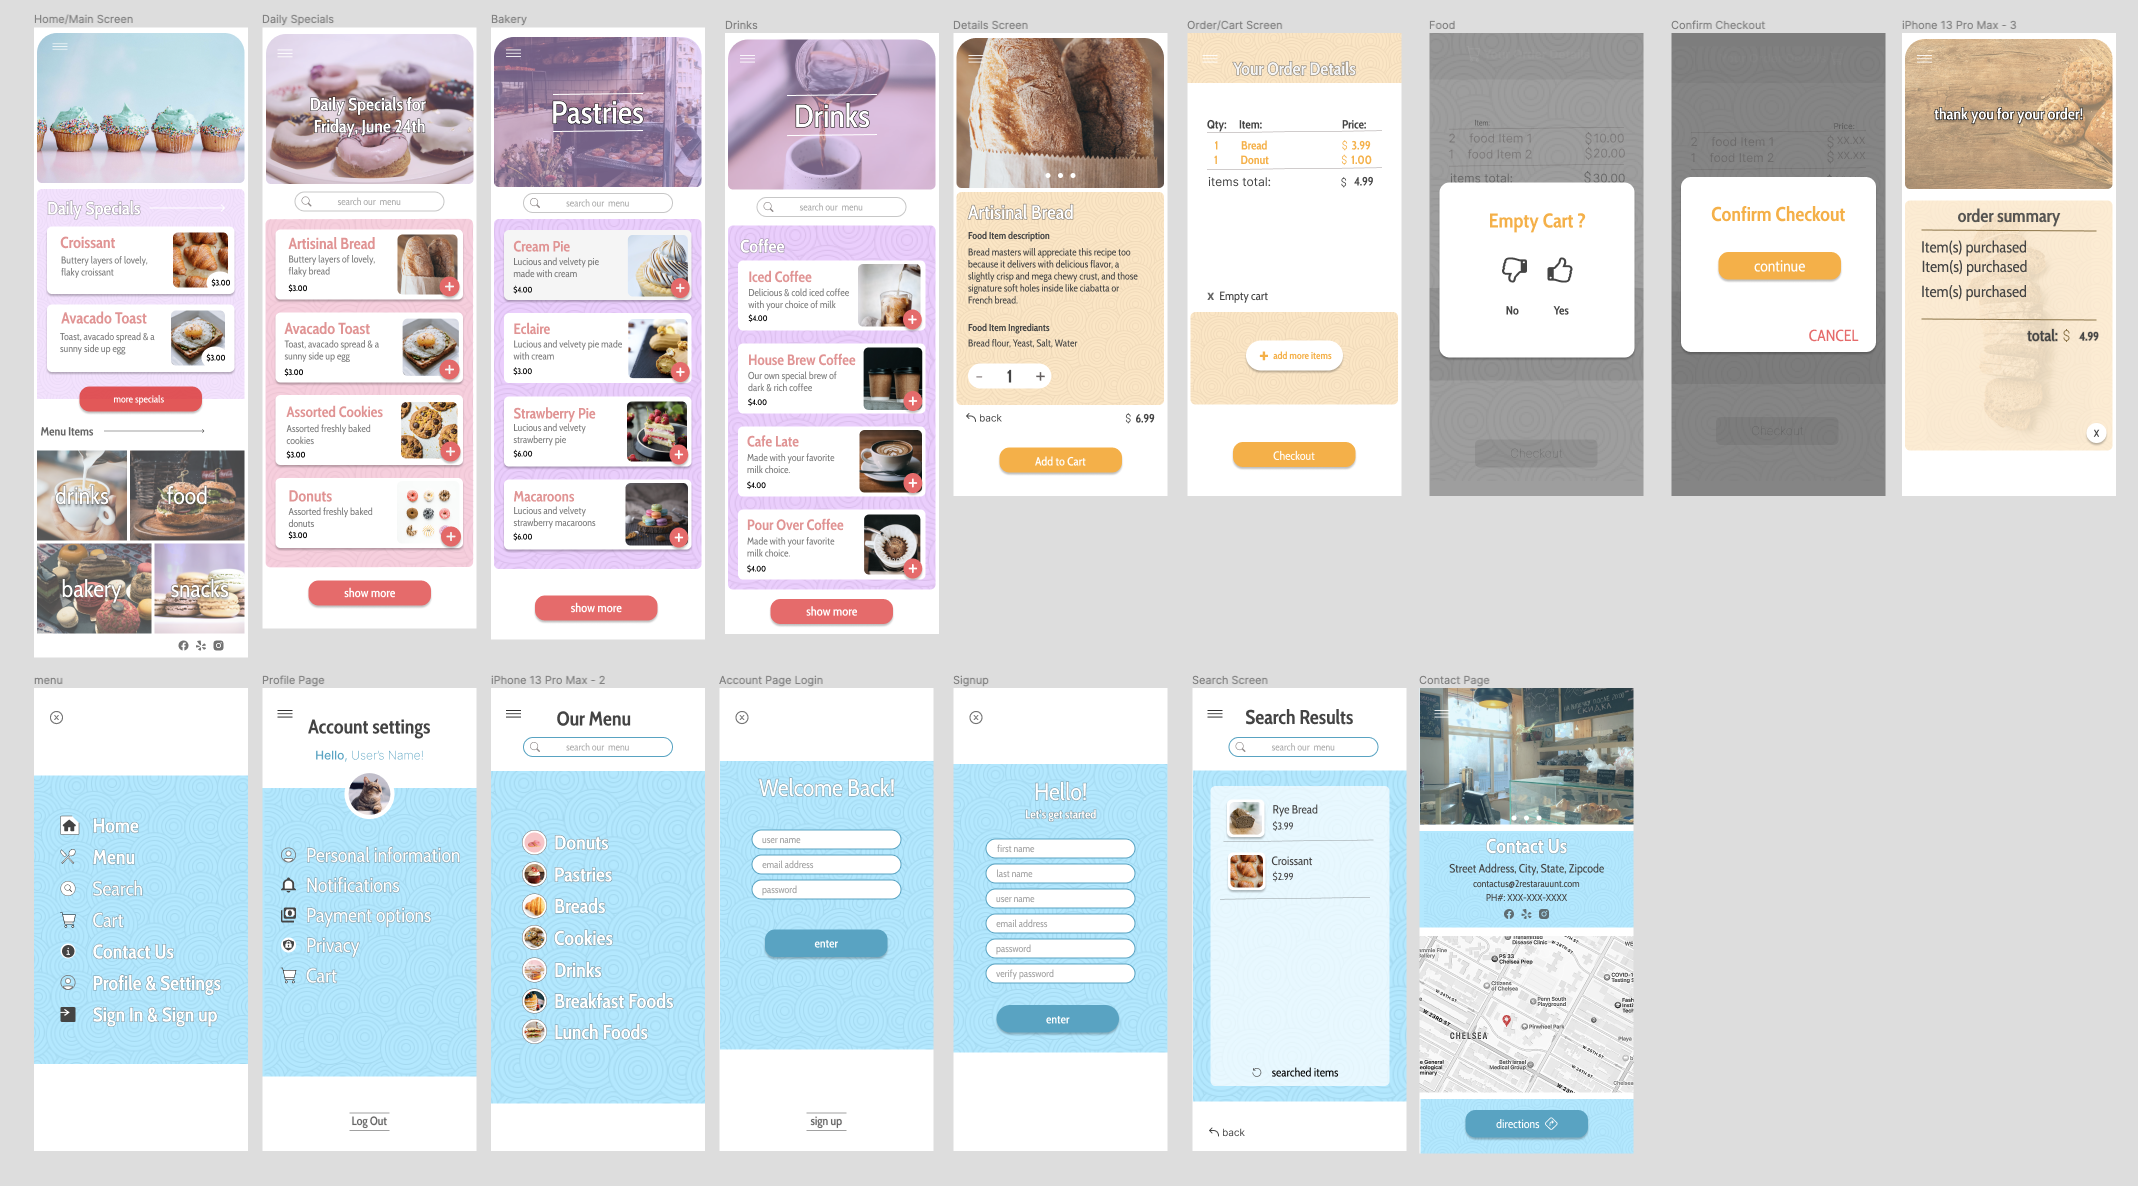 Home/Main Screen
Daily Specials
Croissant
Buttery layers of lovely,
flaky croissant
$3.00
Avacado Toast
Toast, avacado spread & a
sunny side up egg
$3.00
more specials
Menu Items
drinks
food
bakery
snacks
Daily Specials
Daily Specials for
Friday, June 24th
search our menu
Artisinal Bread
Buttery layers of lovely,
flaky bread
$3.00
Avacado Toast
Toast, avacado spread & a
sunny side up egg
$3.00
Assorted Cookies
Assorted freshly baked
cookies
$3.00
Donuts
Assorted freshly baked
donuts
$3.00
show more
Bakery
Pastries
search our menu
Cream Pie
Lucious and velvety pie
made with cream
$4.00
Eclaire
Lucious and velvety pie made
with cream
$3.00
Strawberry Pie
Lucious and velvety
strawberry pie
$6.00
Macaroons
Lucious and velvety
strawberry macaroons
$6.00
show more
Drinks
Drinks
search our menu
Coffee
Iced Coffee
Delicious & cold iced coffee
with your choice of milk
$4.00
House Brew Coffee
Our own special brew of
dark & rich coffee
$4.00
Cafe Late
Made with your favorite
milk choice.
$4.00
Pour Over Coffee
Made with your favorite
milk choice.
$4.00
show more
Details Screen
Artisinal Bread
Food Item description
Bread masters will appreciate this recipe too
because it delivers with delicious flavor, a
slightly crisp and mega chewy crust, and those
signature soft holes inside like ciabatta or
French bread.
Food Item Ingrediants
Bread flour, Yeast, Salt, Water
- 1 +
back $ 6.99
Add to Cart
Order/Cart Screen
Your Order Details
Qty: Item: Price:
1 Bread $ 3.99
1 Donut $ 1.00
items total: $ 4.99
X Empty cart
+ add more items
Checkout
Food
Item:
2 food Item 1 $10.00
1 food Item 2 $20.00
items total: $30.00
Empty Cart ?
No Yes
Checkout
Confirm Checkout
Price:
2 food Item 1 $ XX.XX
1 food Item 2 $ XX.XX
Confirm Checkout
continue
CANCEL
Checkout
iPhone 13 Pro Max - 3
thank you for your order!
order summary
Item(s) purchased
Item(s) purchased
Item(s) purchased
total: $ 4.99
X
menu
Home
Menu
Search
Cart
Contact Us
Profile & Settings
Sign In & Sign up
Profile Page
Account settings
Hello, User's Name!
Personal information
Notifications
Payment options
Privacy
Cart
Log Out
iPhone 13 Pro Max - 2
Our Menu
search our menu
Donuts
Pastries
Breads
Cookies
Drinks
Breakfast Foods
Lunch Foods
Account Page Login
Welcome Back!
user name
email address
password
enter
sign up
Signup
Hello!
Let's get started
first name
last name
user name
email address
password
verify password
enter
Search Screen
Search Results
search our menu
Rye Bread
$3.99
Croissant
$2.99
searched items
back
Contact Page
Contact Us
Street Address, City, State, Zipcode
contactus@2restarauunt.com
PH#: XXX-XXX-XXXX
Disease Clinic
PS 33
Chelsea Prep
Citizens
of Chelsea
Penn South
Playground
Pinwheel Park
CHELSEA
W 23RD ST
Beth Israel
Medical Group
directions